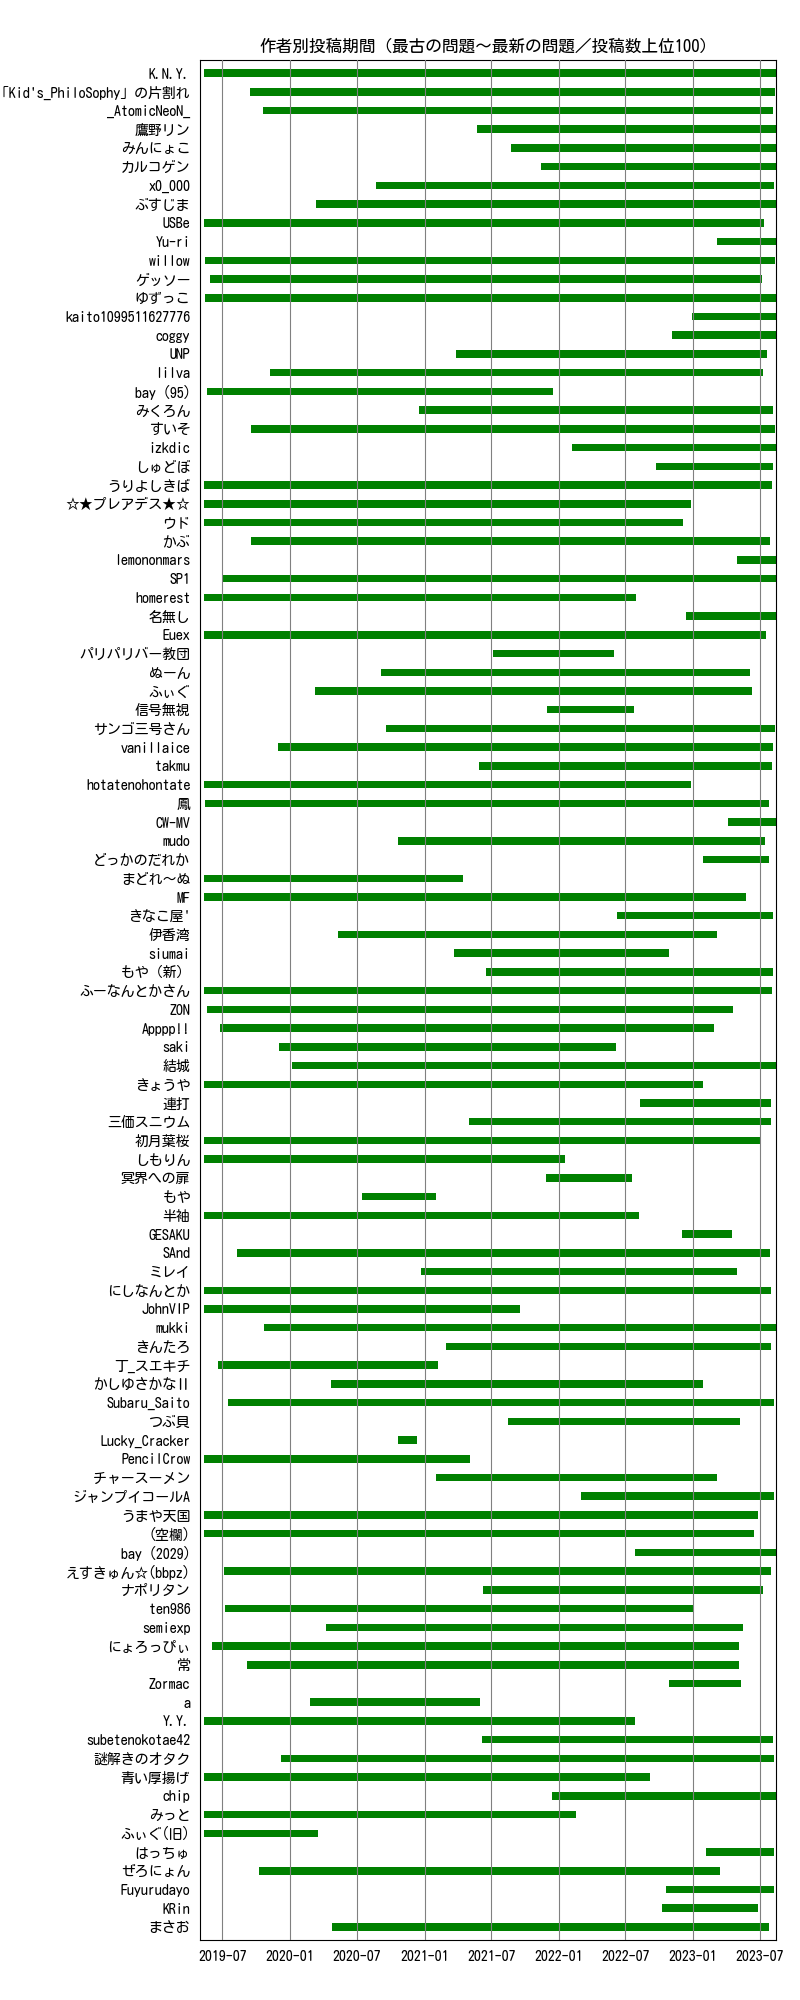 作者別投稿期間（最古の問題～最新の問題／投稿数上位100）
K.N.Y.
「Kid's_PhiloSophy」の片割れ
_AtomicNeoN_
鷹野リン
みんにょこ
カルコゲン
x0_000
ぶすじま
USBe
Yu-ri
willow
ゲッソー
ゆずっこ
kaito1099511627776
coggy
UNP
lilva
bay (95)
みくろん
すいそ
izkdic
しゅどぼ
うりよしきば
☆★プレアデス★☆
ウド
かぶ
lemononmars
SP1
homerest
名無し
Euex
パリパリバー教団
ぬーん
ふぃぐ
信号無視
サンゴ三号さん
vanillaice
takmu
hotatenohontate
鳳
CW-MV
mudo
どっかのだれか
まどれ～ぬ
MF
きなこ屋'
伊香湾
siumai
もや（新）
ふーなんとかさん
ZON
Appppll
saki
結城
きょうや
連打
三価スニウム
初月葉桜
しもりん
冥界への扉
もや
半袖
GESAKU
SAnd
ミレイ
にしなんとか
JohnVIP
mukki
きんたろ
丁_スエキチ
かしゆさかなⅡ
Subaru_Saito
つぶ貝
Lucky_Cracker
PencilCrow
チャースーメン
ジャンプイコールA
うまや天国
(空欄)
bay (2029)
えすきゅん☆(bbpz)
ナポリタン
ten986
semiexp
にょろっぴぃ
常
Zormac
a
Y.Y.
subetenokotae42
謎解きのオタク
青い厚揚げ
chip
みっと
ふぃぐ(旧)
はっちゅ
ぜろにょん
Fuyurudayo
KRin
まさお
2019-07 2020-01 2020-07 2021-01 2021-07 2022-01 2022-07 2023-01 2023-07